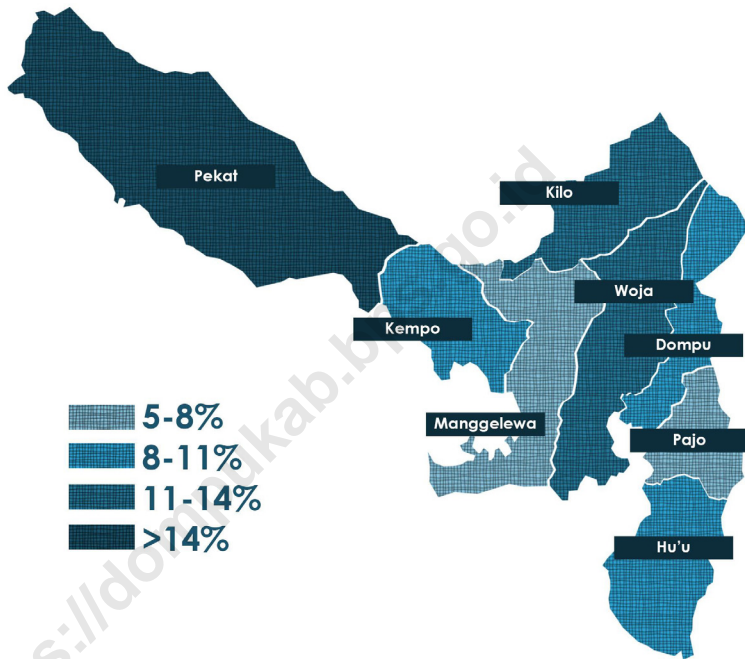 Pekat
Kilo
Woja
Kempo
Dompu
Manggelewa
Pajo
Hu'u
5-8%
8-11%
11-14%
>14%
s://dompukab.bps.go.id